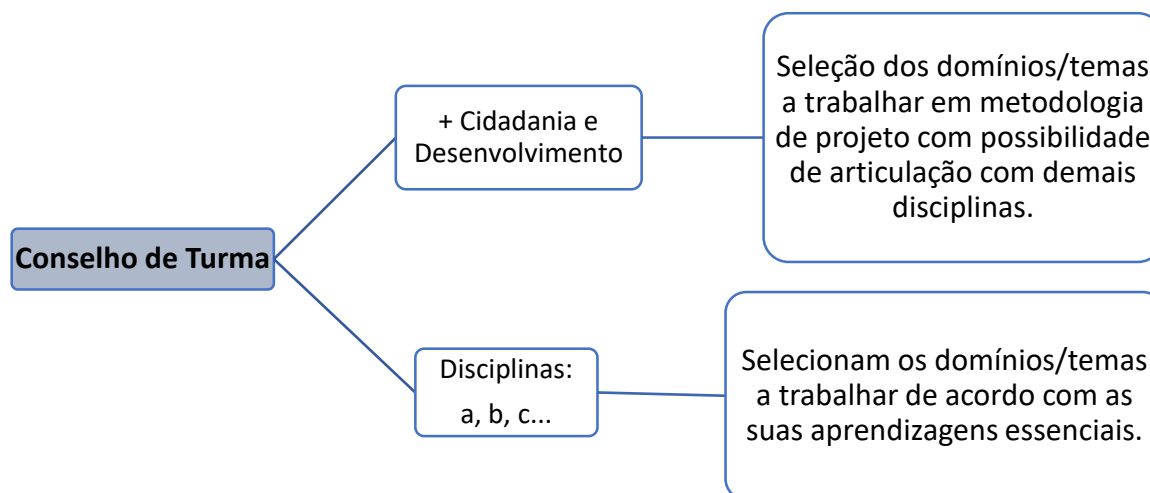 Conselho de Turma
+ Cidadania e
Desenvolvimento
Seleção dos domínios/temas
a trabalhar em metodologia
de projeto com possibilidade
de articulação com demais
disciplinas.
Disciplinas:
a, b, c...
Selecionam os domínios/temas
a trabalhar de acordo com as
suas aprendizagens essenciais.